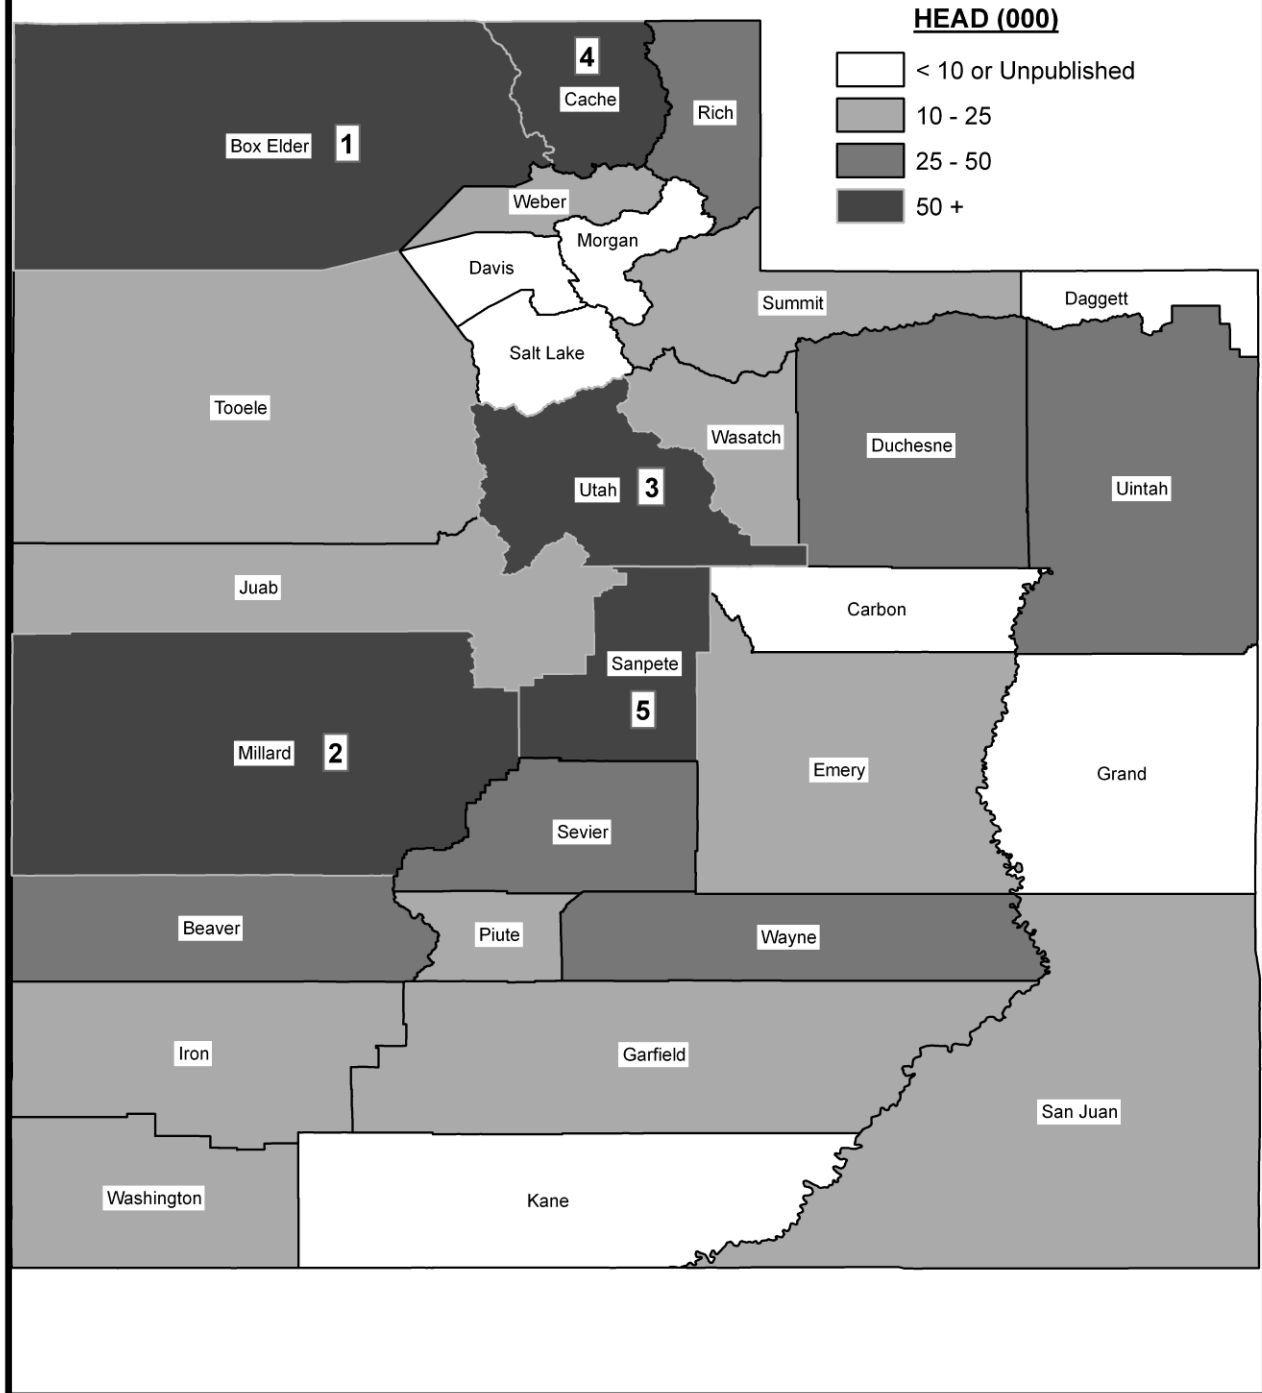 HEAD (000)
< 10 or Unpublished
10 - 25
25 - 50
50 +
4
Cache
Rich
Box Elder 1
Weber
Morgan
Davis
Summit
Daggett
Salt Lake
Tooele
Wasatch
Duchesne
Utah 3
Uintah
Juab
Carbon
Sanpete
5
Millard 2
Emery
Grand
Sevier
Beaver
Piute
Wayne
Iron
Garfield
San Juan
Washington
Kane